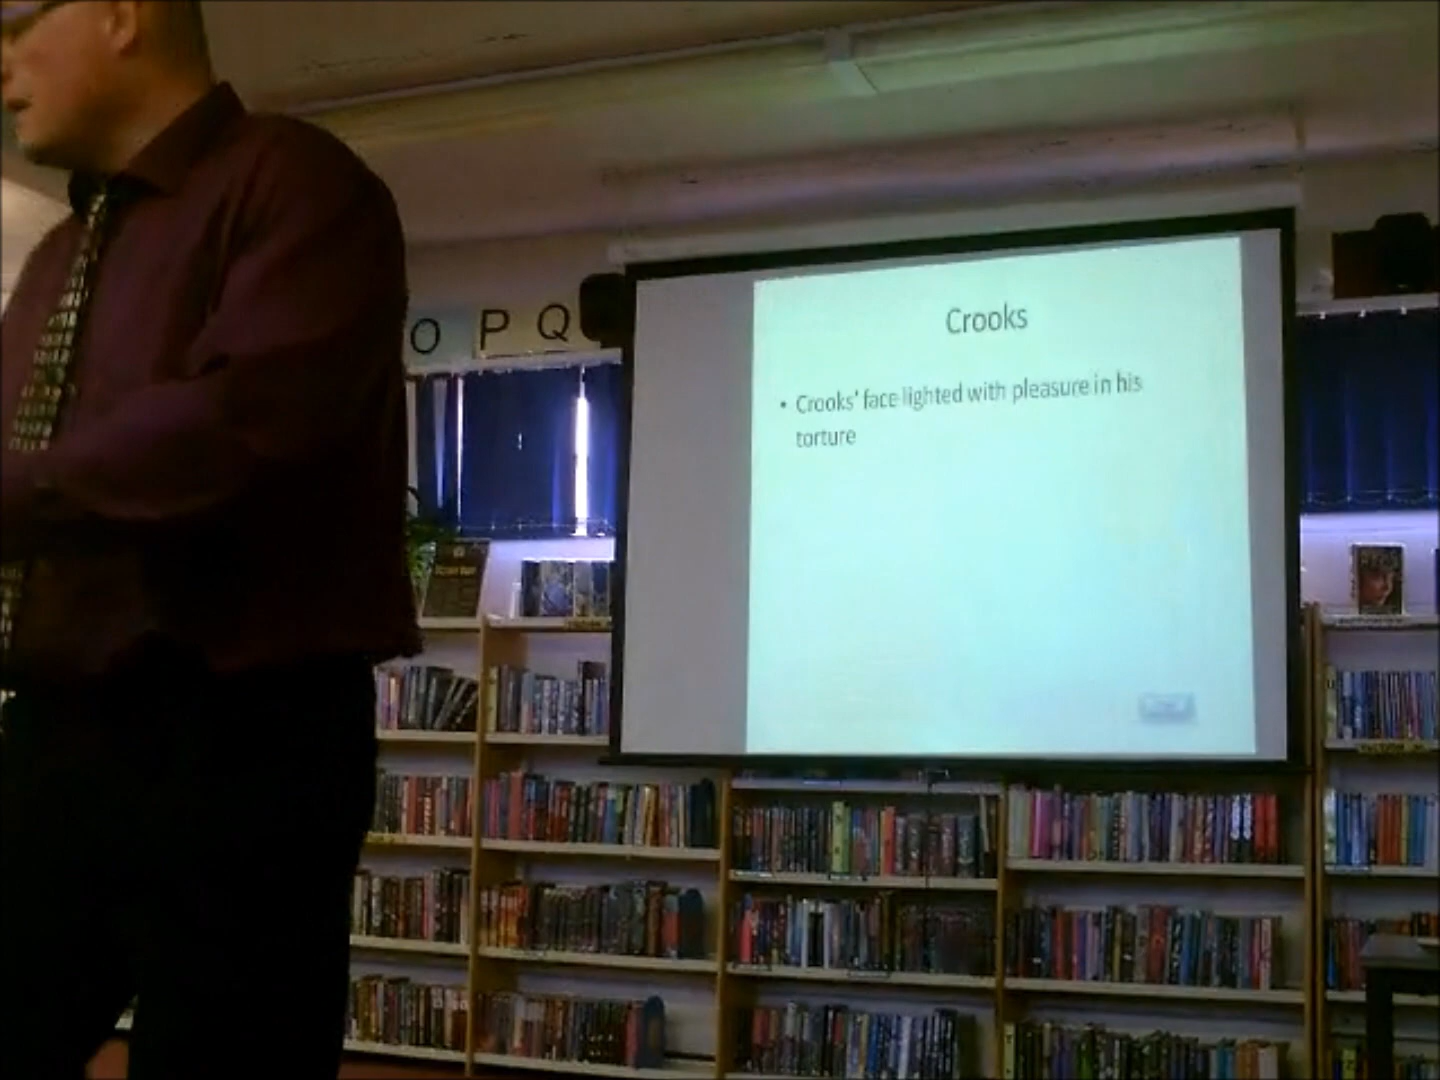 O P Q
Crooks
• Crooks' face lighted with pleasure in his
torture